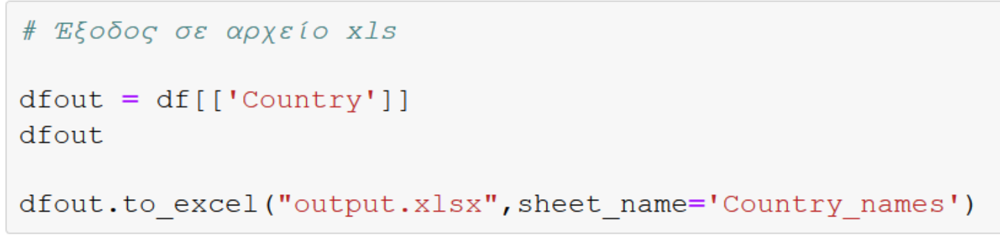 # Έξοδος σε αρχείο xls
dfout = df[['Country']]
dfout
dfout.to_excel("output.xlsx",sheet_name='Country_names')